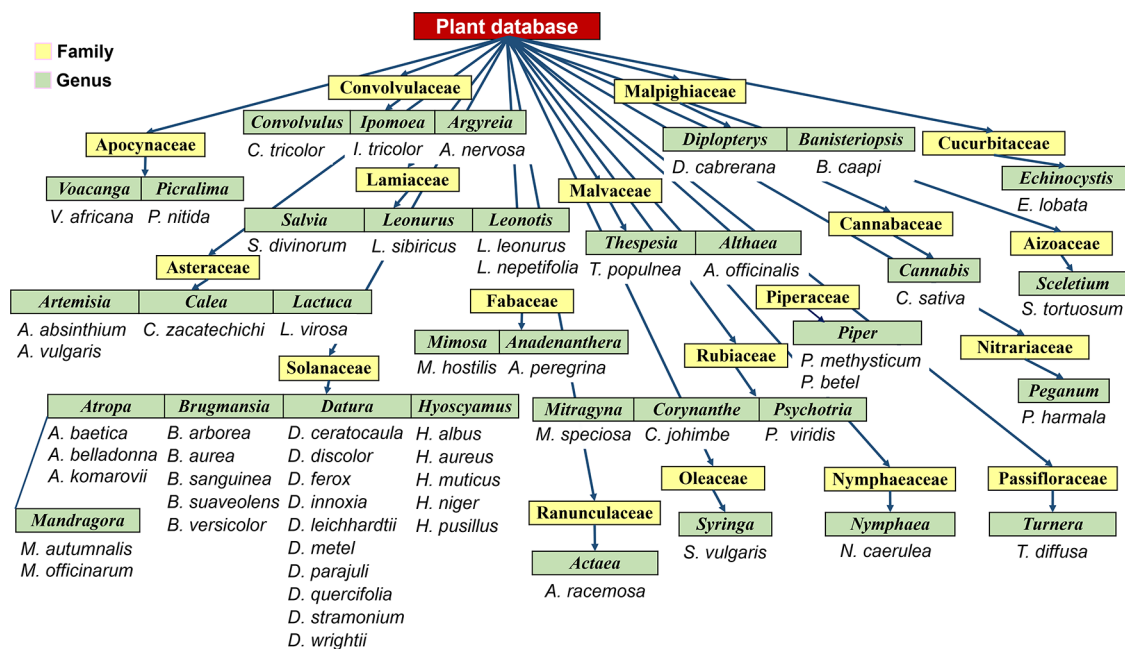 Plant database
Family
Genus
Convolvulaceae
Malpighiaceae
Convolvulus Ipomoea Argyreia
C. tricolor I. tricolor A. nervosa
Diplopterys Banisteriopsis
D. cabrerana B. caapi
Apocynaceae
Voacanga Picralima
V. africana P. nitida
Cucurbitaceae
Echinocystis
E. lobata
Lamiaceae
Salvia Leonurus Leonotis
S. divinorum L. sibiricus L. leonurus
L. nepetifolia
Malvaceae
Thespesia Althaea
T. populnea A. officinalis
Cannabaceae
Cannabis
C. sativa
Aizoaceae
Sceletium
S. tortuosum
Asteraceae
Artemisia Calea Lactuca
A. absinthium C. zacatechichi L. virosa
A. vulgaris
Fabaceae
Mimosa Anadenanthera
M. hostilis A. peregrina
Piperaceae
Piper
P. methysticum
P. betel
Nitrariaceae
Peganum
P. harmala
Solanaceae
Atropa Brugmansia Datura Hyoscyamus
A. baetica B. arborea D. ceratocaula H. albus
A. belladonna B. aurea D. discolor H. aureus
A. komarovii B. sanguinea D. ferox H. muticus
B. suaveolens D. innoxia H. niger
B. versicolor D. leichhardtii H. pusillus
D. metel
D. parajuli
D. quercifolia
D. stramonium
D. wrightii
Mandragora
M. autumnalis
M. officinarum
Rubiaceae
Mitragyna Corynanthe Psychotria
M. speciosa C. johimbe P. viridis
Ranunculaceae
Actaea
A. racemosa
Oleaceae
Syringa
S. vulgaris
Nymphaeaceae
Nymphaea
N. caerulea
Passifloraceae
Turnera
T. diffusa